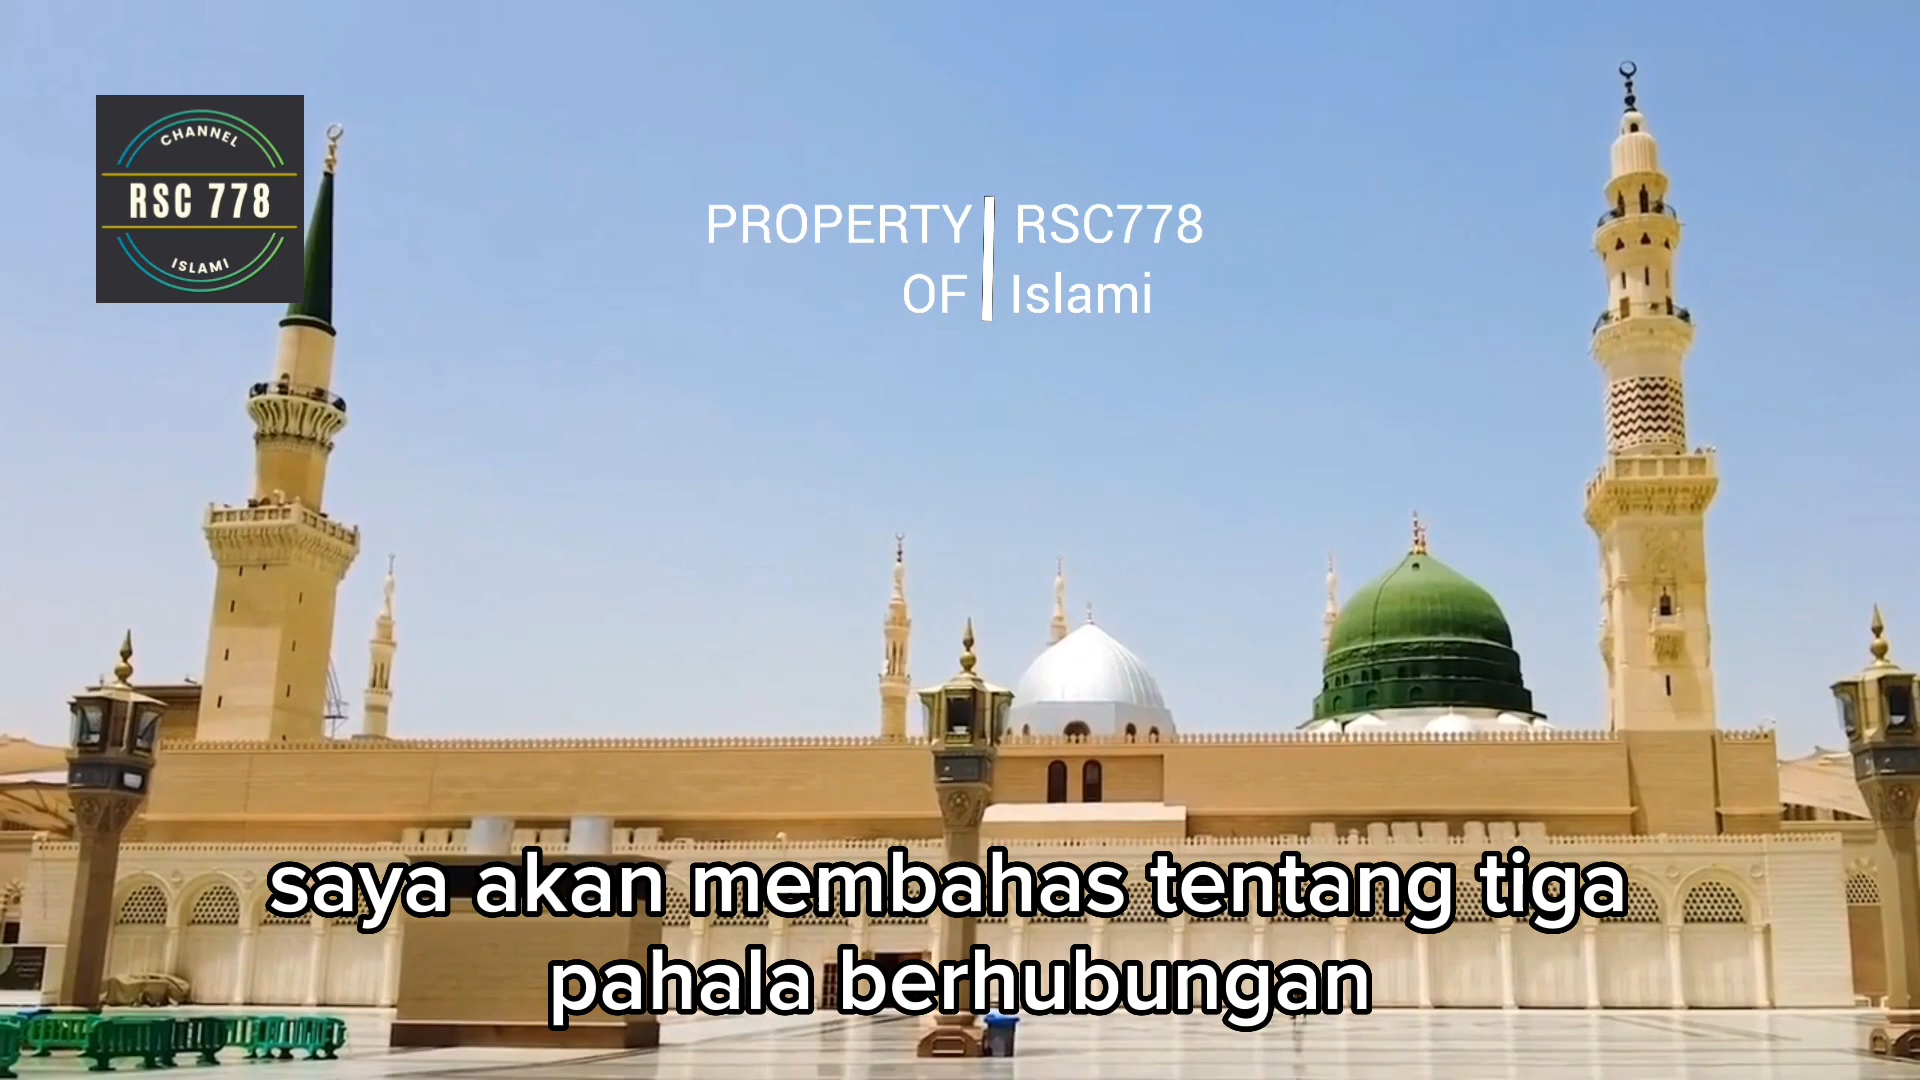 CHANNEL
RSC 778
ISLAMI
PROPERTY RSC778
OF Islami
saya akan membahas tentang tiga
pahala berhubungan